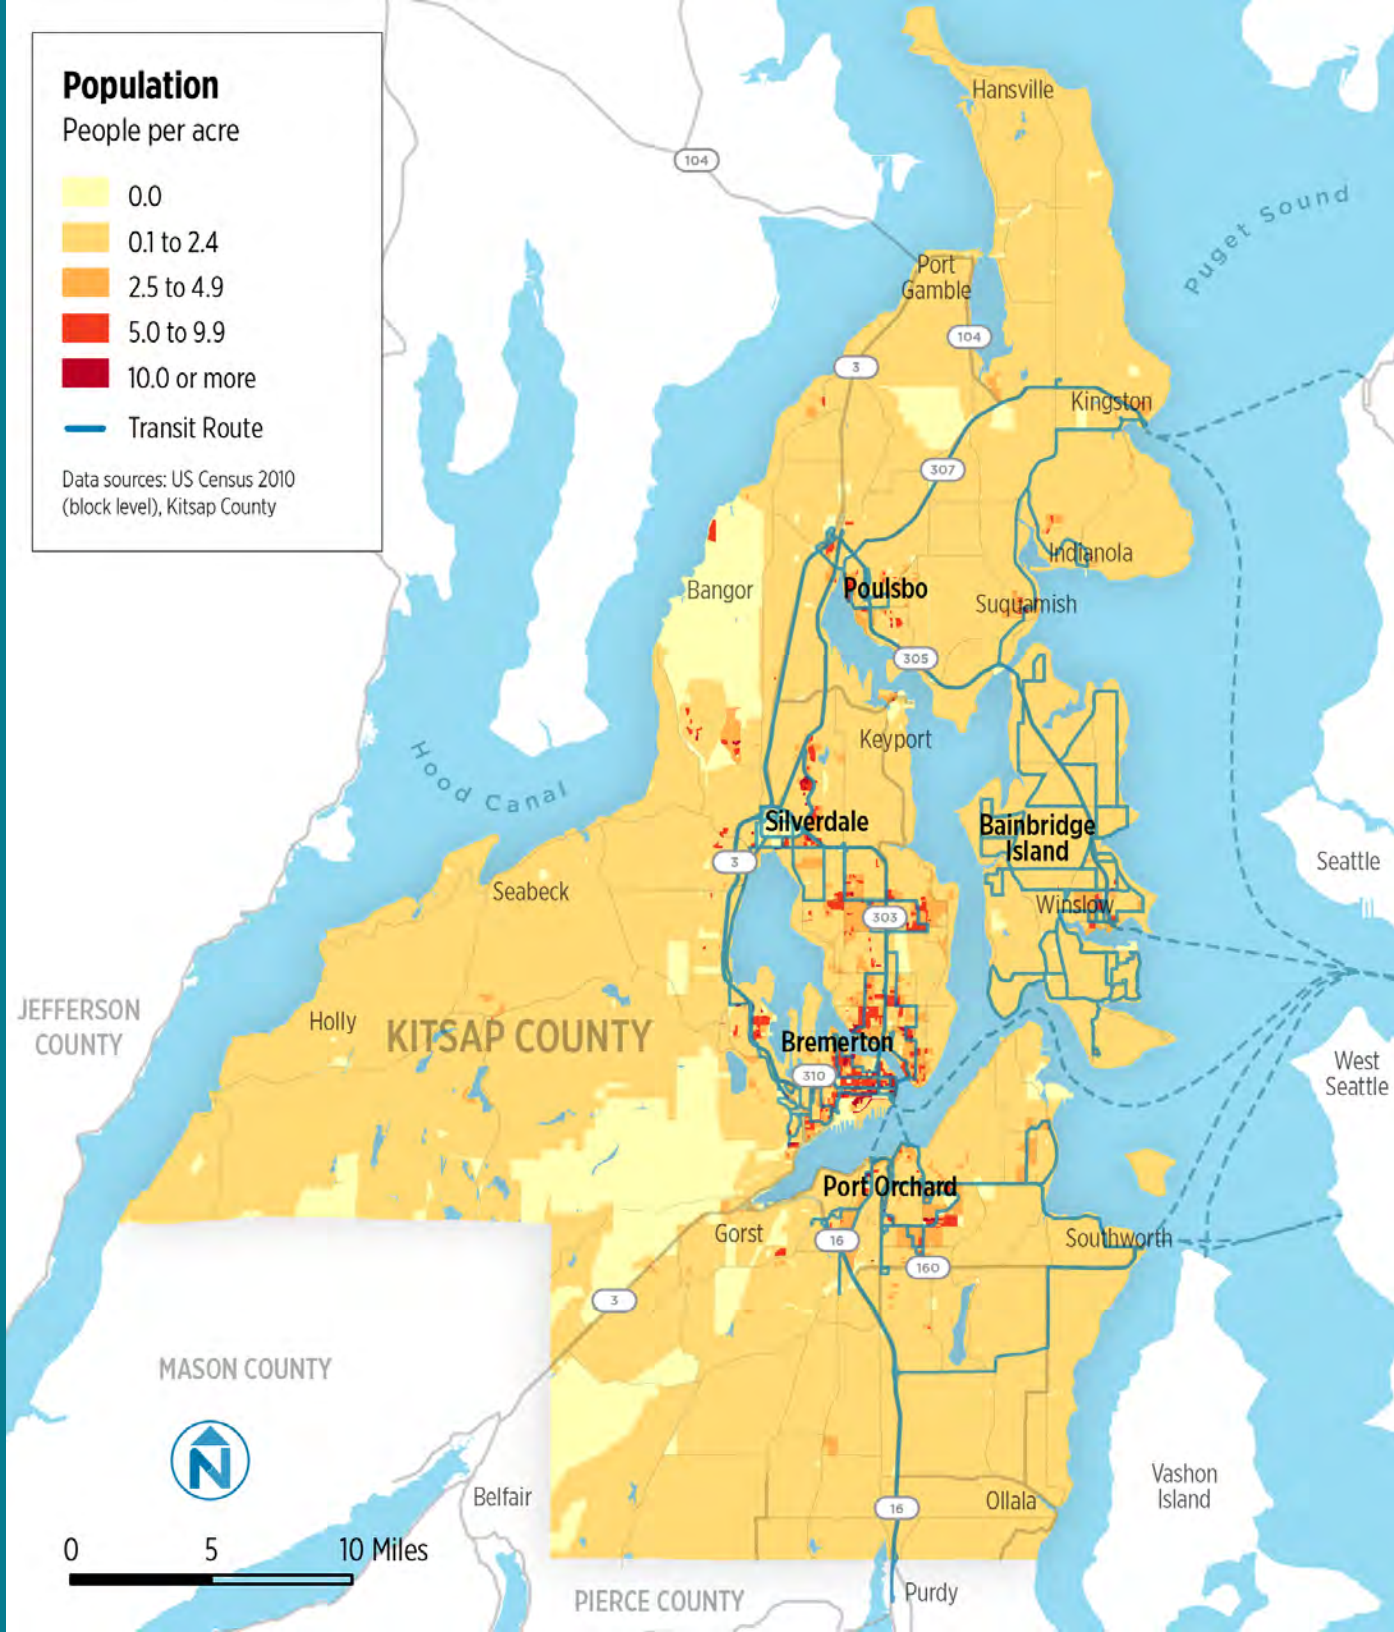 Population
People per acre
0.0
0.1 to 2.4
2.5 to 4.9
5.0 to 9.9
10.0 or more
Transit Route
Data sources: US Census 2010
(block level), Kitsap County
Hansville
104
Puget Sound
Port
Gamble
104
3
Kingston
307
Indianola
Bangor
Poulsbo
Suquamish
305
Keyport
Hood Canal
Silverdale
Bainbridge
Island
3
Seattle
Seabeck
Winslow
303
JEFFERSON
COUNTY
Holly
KITSAP COUNTY
Bremerton
310
West
Seattle
Port Orchard
Gorst
16
Southworth
160
3
MASON COUNTY
N
Belfair
Vashon
Island
Ollala
16
0 5 10 Miles
PIERCE COUNTY
Purdy